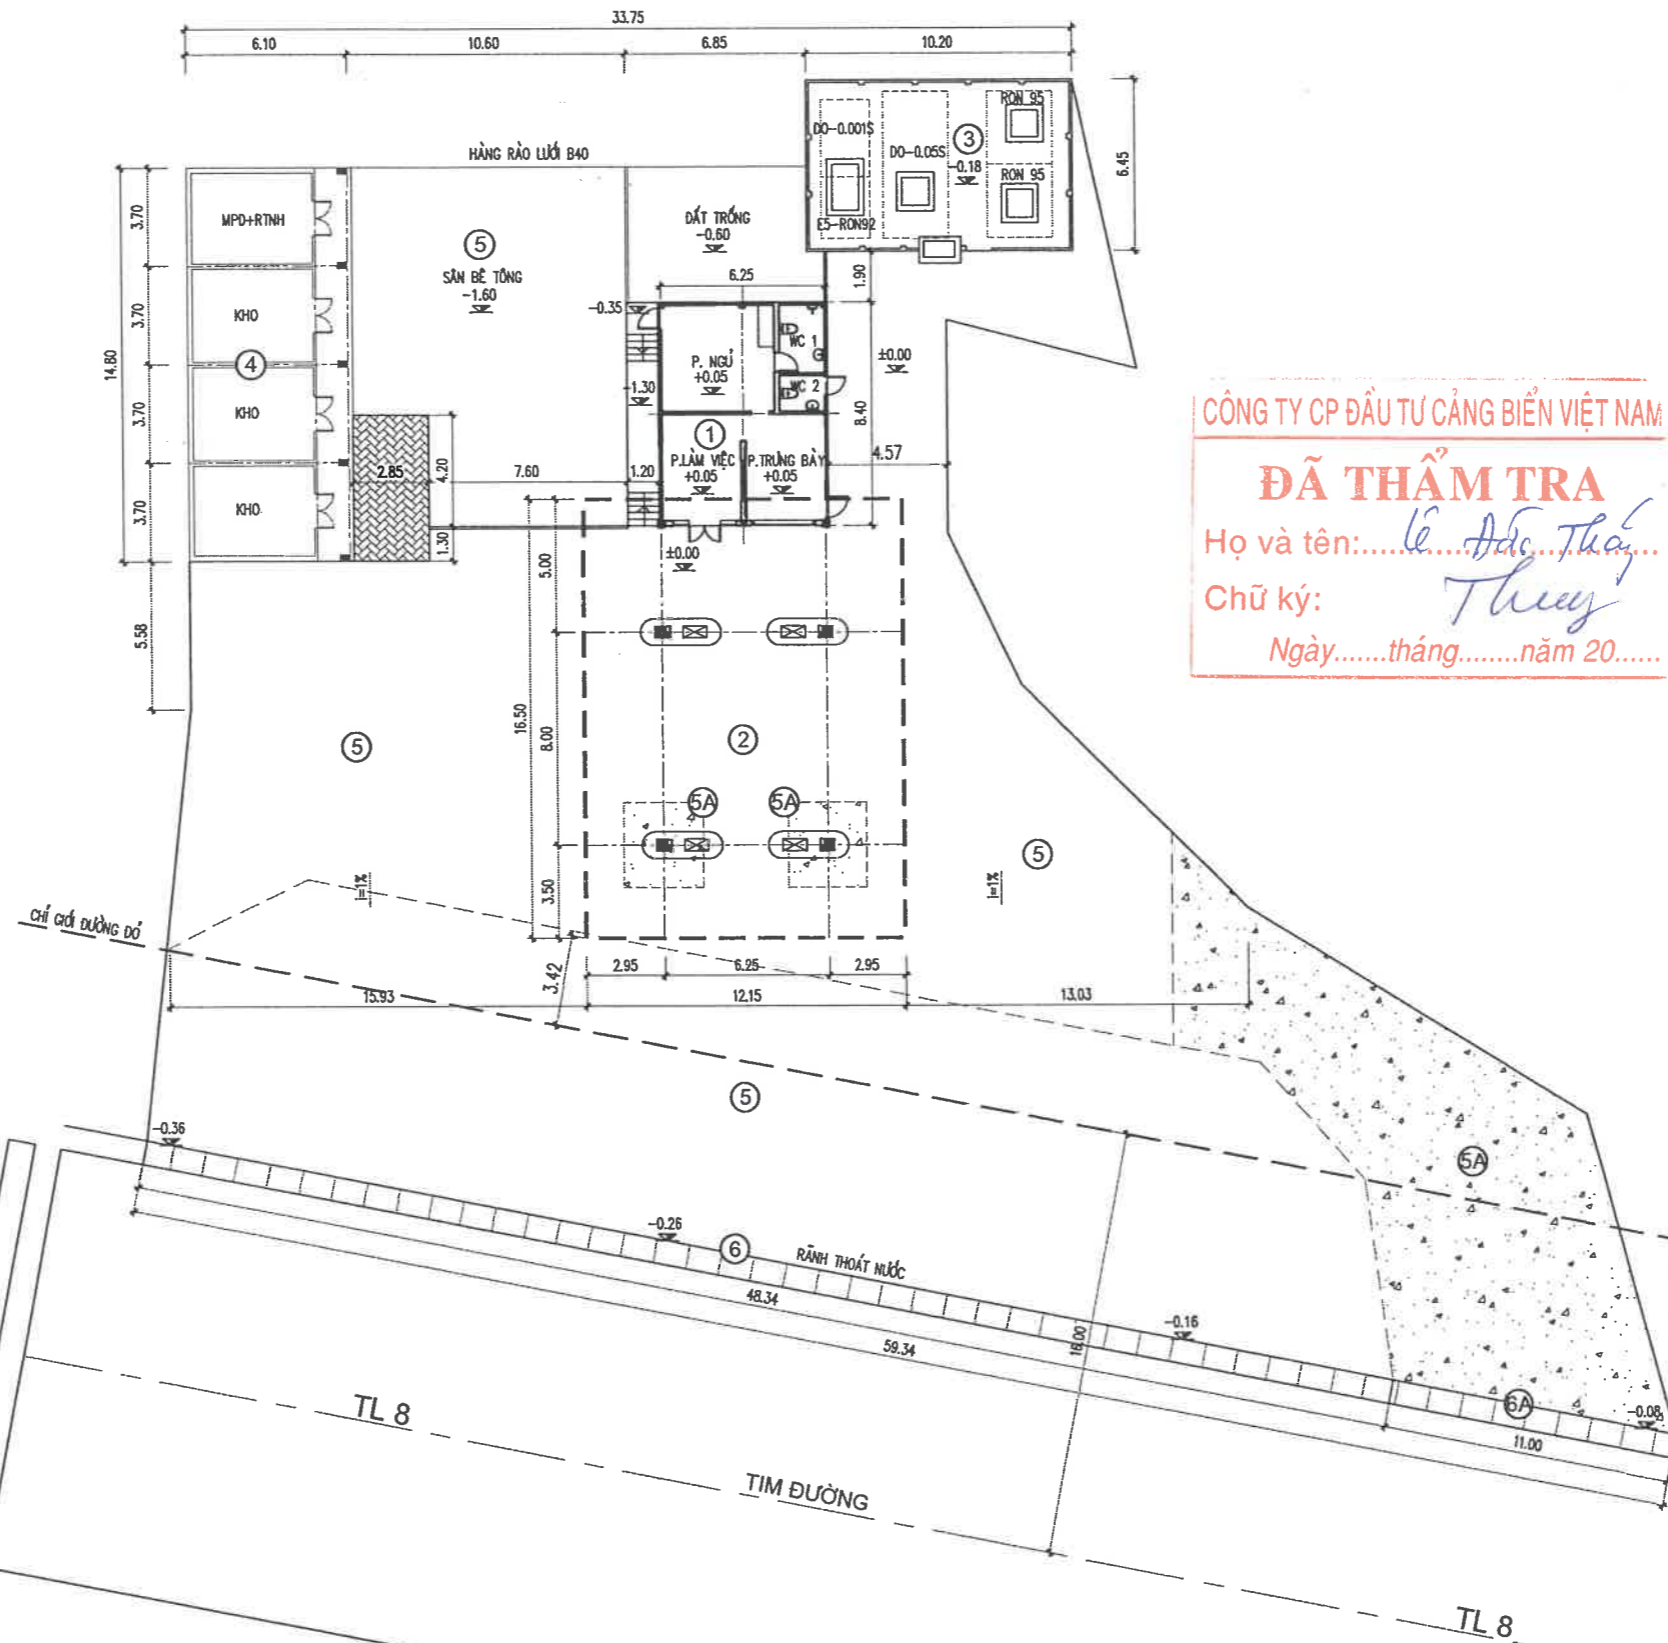 33.75
6.10
10.60
6.85
10.20
RON 95
DO-0.001S
3
DO-0.05S
-0.18
RON 95
E5-RON92
6.45
HÀNG RÀO LƯỚI B40
MPD+RTNH
3.70
5
SÂN BÊ TÔNG
-1.60
ĐẤT TRỐNG
-0.60
6.25
1.90
-0.35
KHO
3.70
14.80
4
WC 1
P. NGỦ
+0.05
WC 2
±0.00
-1.30
KHO
3.70
8.40
1
4.57
P.LÀM VIỆC
+0.05
P.TRƯNG BÀY
+0.05
2.85
4.20
7.60
1.20
KHO
3.70
1.30
±0.00
5.00
CÔNG TY CP ĐẦU TƯ CẢNG BIỂN VIỆT NAM
ĐÃ THẨM TRA
Họ và tên:
Chữ ký:
Ngày.......tháng.......năm 20......
5.58
16.50
8.00
5
2
5A
5A
5
i=1%
i=1%
3.50
CHỈ GIỚI ĐƯỜNG ĐỎ
3.42
2.95
6.25
2.95
15.93
12.15
13.03
5
-0.36
5A
-0.26
6
RÃNH THOÁT NƯỚC
48.34
-0.16
18.00
59.34
6A
-0.08
11.00
TL 8
TIM ĐƯỜNG
TL 8